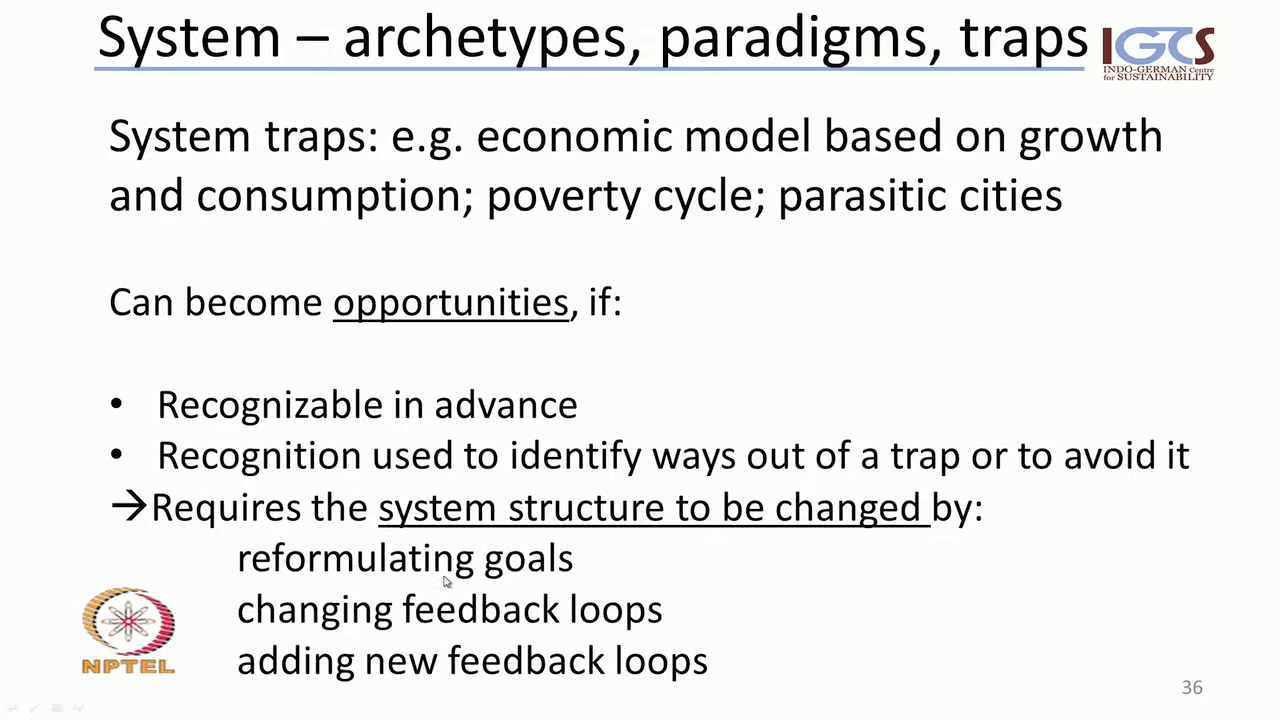 System – archetypes, paradigms, traps
IGCS
INDO-GERMAN Centre
for SUSTAINABILITY
System traps: e.g. economic model based on growth
and consumption; poverty cycle; parasitic cities
Can become opportunities, if:
• Recognizable in advance
• Recognition used to identify ways out of a trap or to avoid it
→Requires the system structure to be changed by:
reformulating goals
changing feedback loops
adding new feedback loops
NPTEL
36